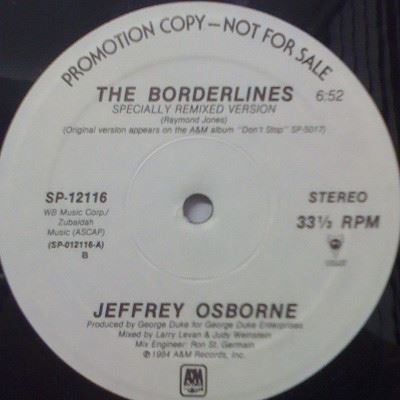 PROMOTION COPY—NOT FOR SALE
THE BORDERLINES 6:52
SPECIALLY REMIXED VERSION
(Raymond Jones)
(Original version appears on the A&M album "Don't Stop" SP-5017)
SP-12116
WB Music Corp./
Zubaidah
Music (ASCAP)
(SP-012116-A)
B
STEREO
33⅓ RPM
JEFFREY OSBORNE
Produced by George Duke for George Duke Enterprises
Mixed by Larry Levan & Judy Weinstein
Mix Engineer: Ron St. Germain
℗1984 A&M Records, Inc.
A&M